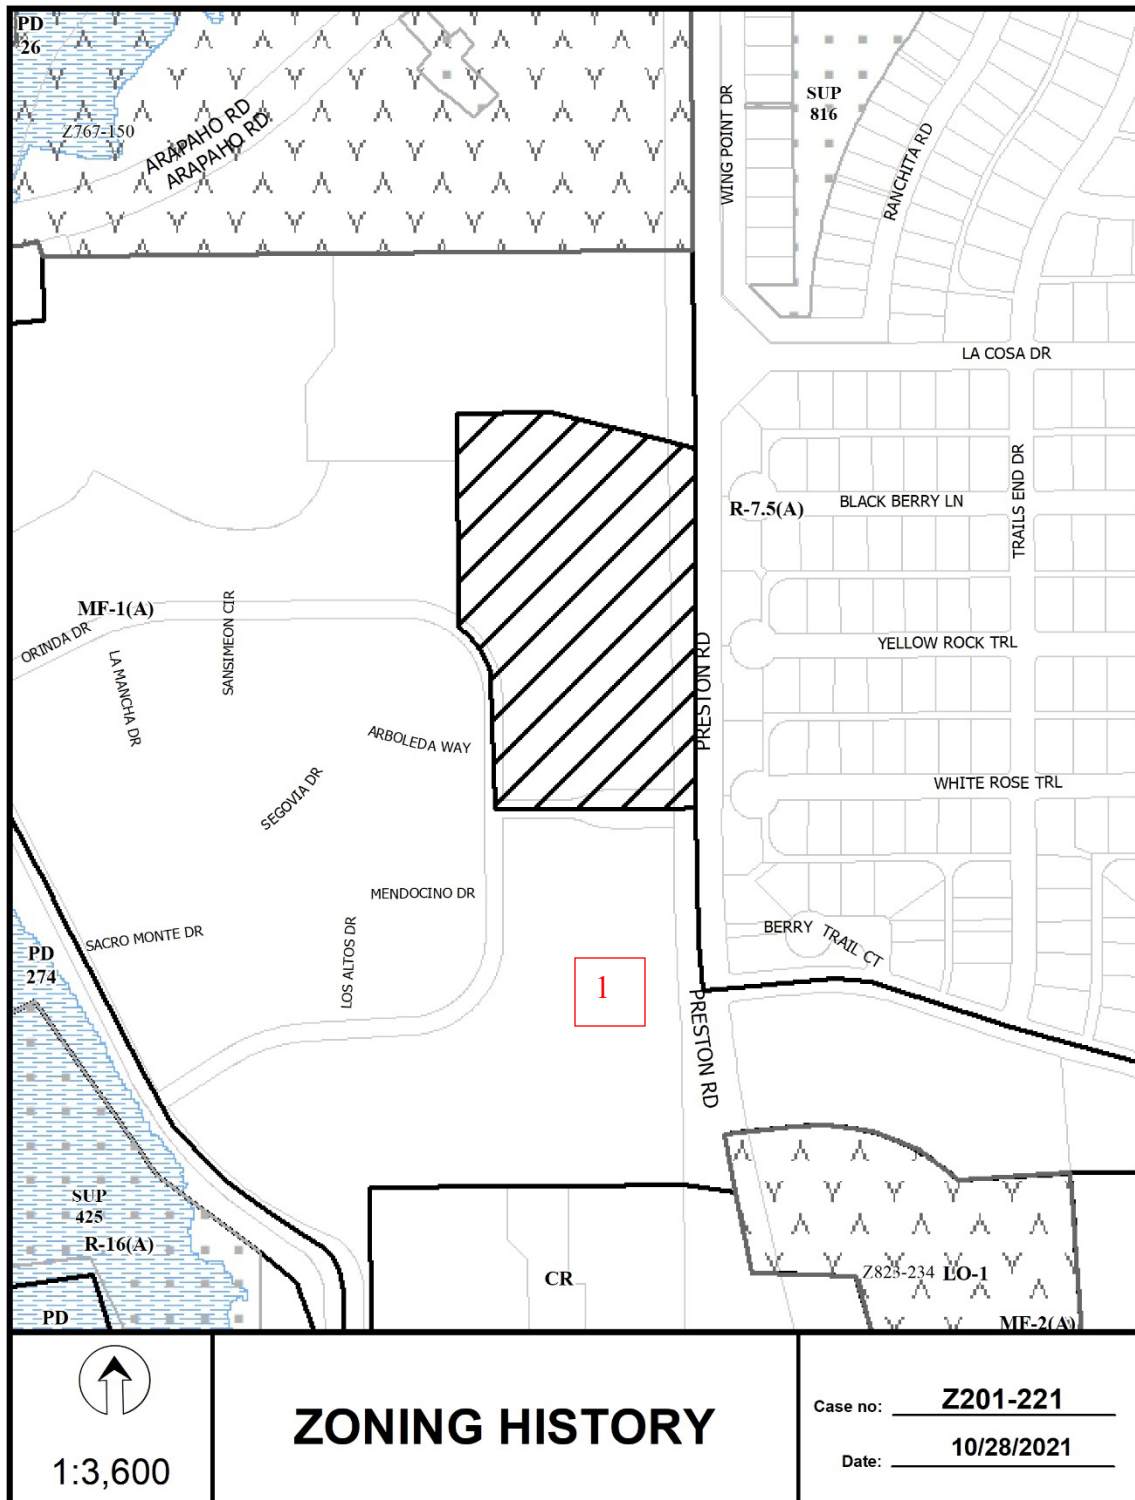 PD
26
Z767-150
ARAPAHO RD
ARAPAHO RD
WING POINT DR
SUP
816
RANCHITA RD
LA COSA DR
TRAILS END DR
BLACK BERRY LN
R-7.5(A)
MF-1(A)
SANSIMEON CIR
ORINDA DR
LA MANCHA DR
YELLOW ROCK TRL
PRESTON RD
ARBOLEDA WAY
SEGOVIA DR
WHITE ROSE TRL
MENDOCINO DR
SACRO MONTE DR
LOS ALTOS DR
BERRY TRAIL CT
PD
274
1
PRESTON RD
SUP
425
R-16(A)
CR
Z823-234 LO-1
PD
MF-2(A)
1:3,600
ZONING HISTORY
Case no: Z201-221
Date: 10/28/2021